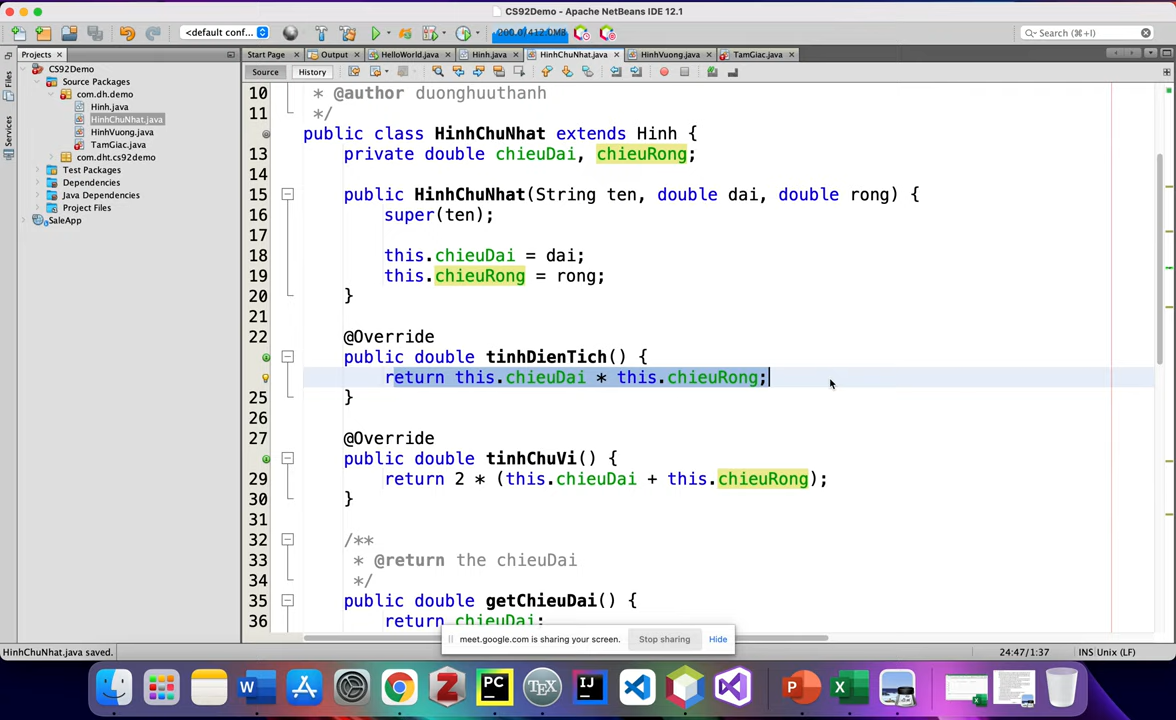 CS92Demo - Apache NetBeans IDE 12.1
<default conf...
200.0/412.0MB
Search (⌘+I)
Projects
Start Page
Output
HelloWorld.java
Hinh.java
HinhChuNhat.java
HinhVuong.java
TamGiac.java
Files
Services
CS92Demo
Source Packages
com.dh.demo
Hinh.java
HinhChuNhat.java
HinhVuong.java
TamGiac.java
com.dht.cs92demo
Test Packages
Dependencies
Java Dependencies
Project Files
SaleApp
Source
History
10 * @author duonghuuthanh
11 */
public class HinhChuNhat extends Hinh {
13 private double chieuDai, chieuRong;
15 public HinhChuNhat(String ten, double dai, double rong) {
16 super(ten);
17
18 this.chieuDai = dai;
19 this.chieuRong = rong;
20 }
21
22 @Override
public double tinhDienTich() {
return this.chieuDai * this.chieuRong;
25 }
26
27 @Override
public double tinhChuVi() {
29 return 2 * (this.chieuDai + this.chieuRong);
30 }
31
32 /**
33 * @return the chieuDai
34 */
35 public double getChieuDai() {
36 return chieuDai;
meet.google.com is sharing your screen.
Stop sharing
Hide
HinhChuNhat.java saved.
24:47/1:37
INS
Unix (LF)
W
PC
TEX
IJ
P
X